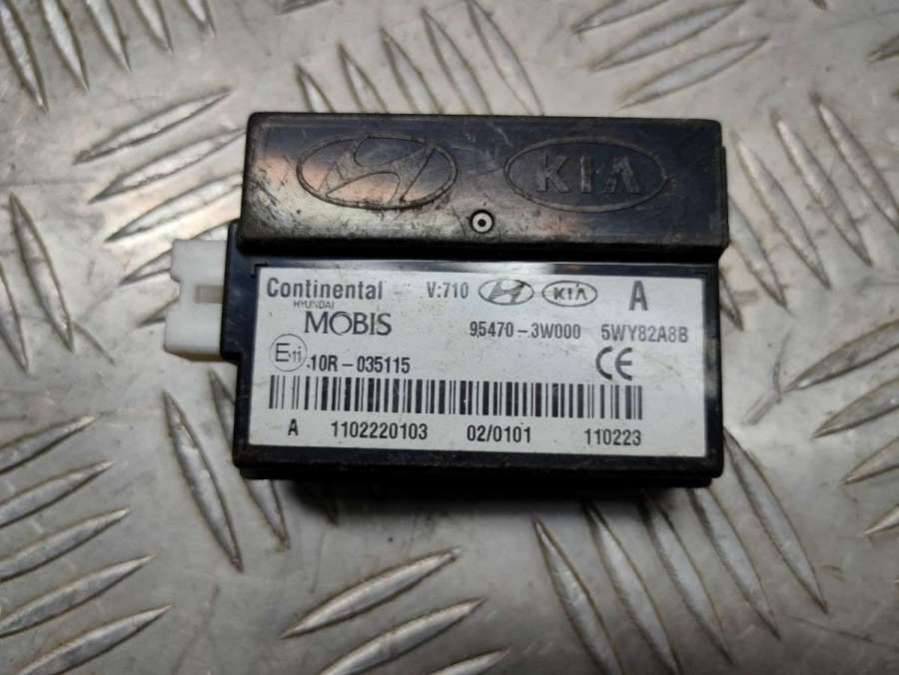 KIA
Continental V:710 KIA A
HYUNDAI
MOBIS 95470-3W000 5WY82A8B
E11 10R-035115 CE
A 1102220103 02/0101 110223